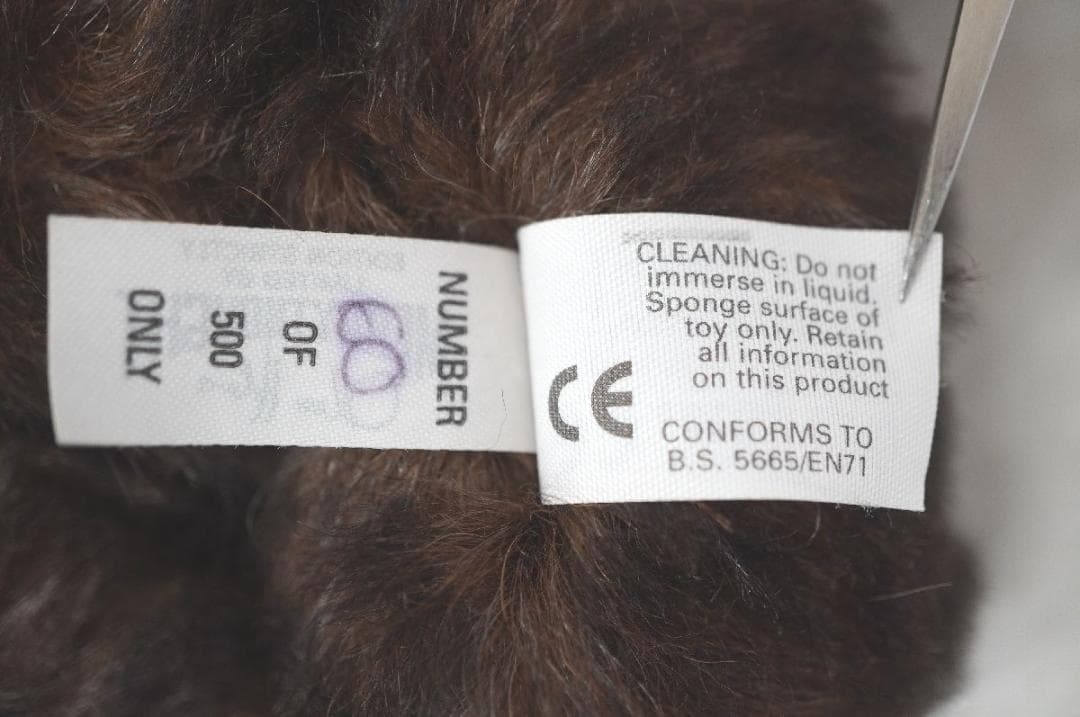 NUMBER
OF
500
ONLY
CLEANING: Do not
immerse in liquid.
Sponge surface of
toy only. Retain
all information
on this product
CE
CONFORMS TO
B.S. 5665/EN71